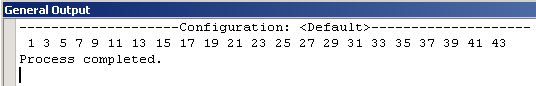 General Output
--------------------Configuration: <Default>--------------------
1 3 5 7 9 11 13 15 17 19 21 23 25 27 29 31 33 35 37 39 41 43
Process completed.